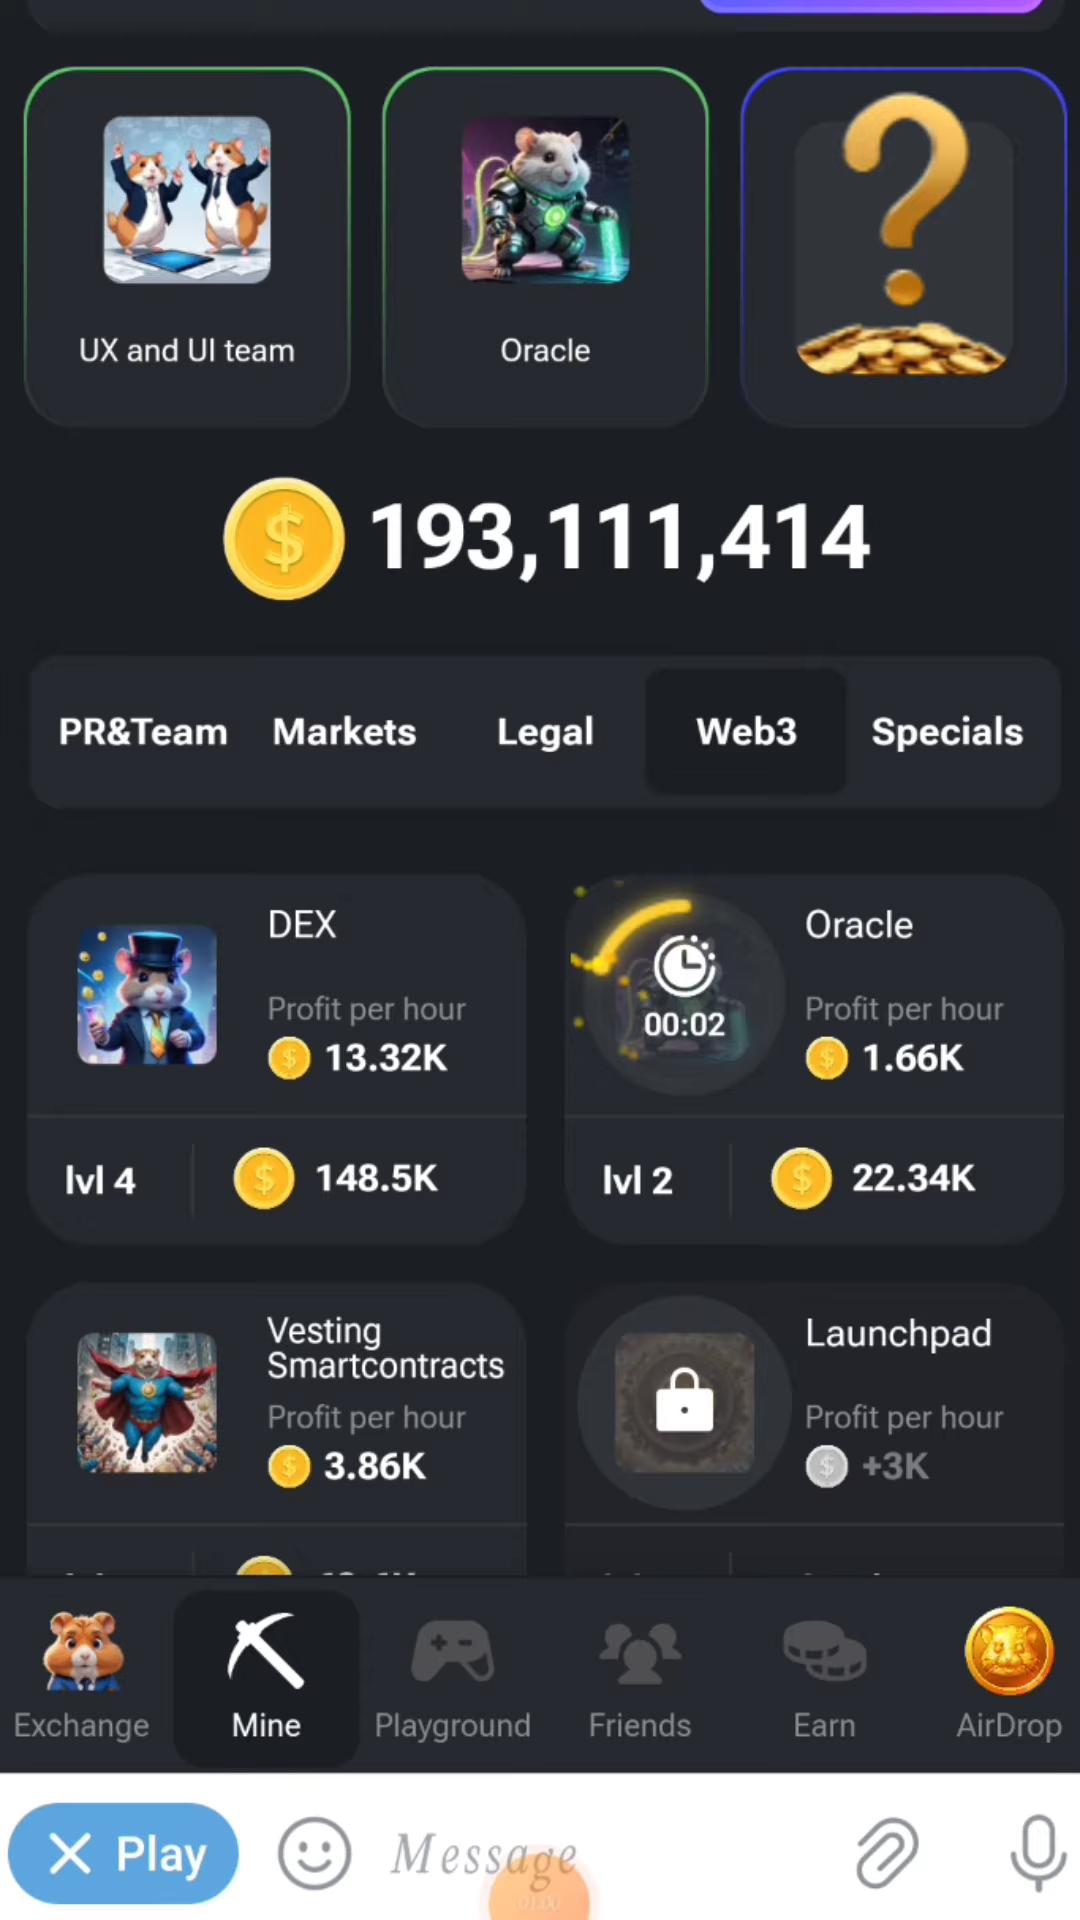 UX and UI team
Oracle
193,111,414
PR&Team Markets Legal Web3 Specials
DEX
Profit per hour
13.32K
lvl 4 148.5K
Oracle
00:02
Profit per hour
1.66K
lvl 2 22.34K
Vesting
Smartcontracts
Profit per hour
3.86K
Launchpad
Profit per hour
+3K
Exchange Mine Playground Friends Earn AirDrop
Play Message
01:00